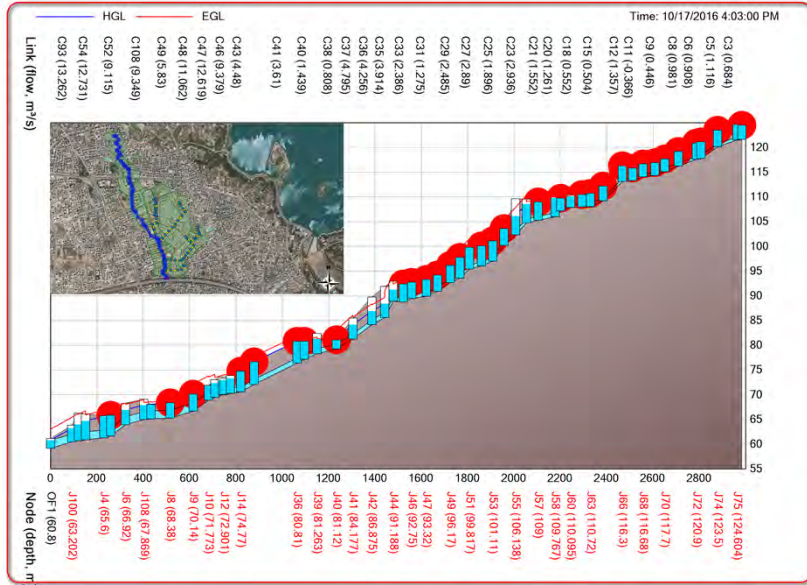 HGL
EGL
Time: 10/17/2016 4:03:00 PM
Link (flow, m³/s)
C93 (13.262)
C54 (12.731)
C52 (9.115)
C108 (9.349)
C49 (5.83)
C48 (11.062)
C47 (12.619)
C46 (9.379)
C43 (4.48)
C41 (3.61)
C40 (1.439)
C38 (0.808)
C37 (4.795)
C36 (4.256)
C35 (3.914)
C33 (2.386)
C31 (1.275)
C29 (2.485)
C27 (2.89)
C25 (1.896)
C23 (2.936)
C21 (1.552)
C20 (1.261)
C18 (0.552)
C15 (0.504)
C12 (1.357)
C11 (-0.366)
C9 (0.446)
C8 (0.981)
C6 (0.908)
C5 (1.116)
C3 (0.684)
120
115
110
105
100
95
90
85
80
75
70
65
60
55
0
200
400
600
800
1000
1200
1400
1600
1800
2000
2200
2400
2600
2800
Node (depth, m
OF1 (60.8)
J100 (63.202)
J4 (65.6)
J6 (66.92)
J108 (67.869)
J8 (68.38)
J9 (70.14)
J10 (71.773)
J12 (72.901)
J14 (74.77)
J36 (80.81)
J39 (81.263)
J40 (81.12)
J41 (84.177)
J42 (86.875)
J44 (91.188)
J46 (92.75)
J47 (93.32)
J49 (96.17)
J51 (99.817)
J53 (101.11)
J55 (106.138)
J57 (109)
J58 (109.767)
J60 (110.095)
J63 (110.72)
J66 (116.3)
J68 (116.68)
J70 (117.7)
J72 (120.9)
J74 (123.5)
J75 (124.604)